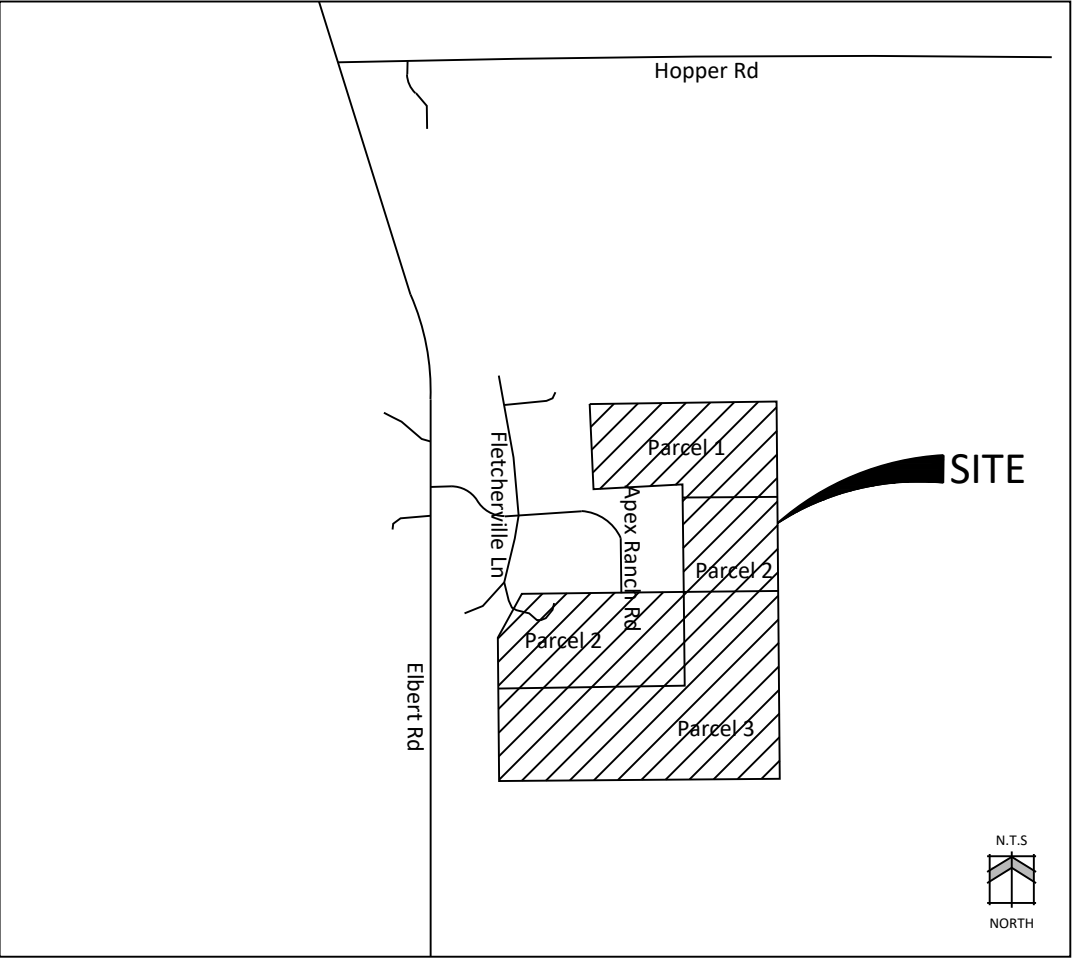 Hopper Rd
Fletcherville Ln
Parcel 1
SITE
Apex Ranch Rd
Parcel 2
Parcel 2
Elbert Rd
Parcel 3
N.T.S
NORTH